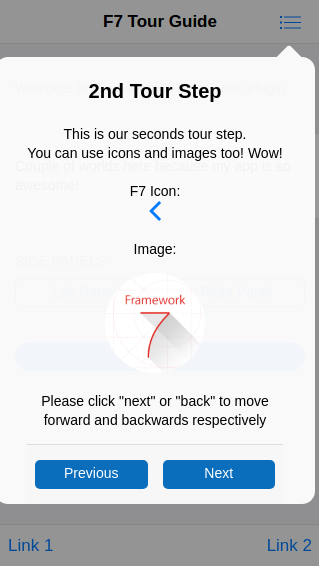 F7 Tour Guide
2nd Tour Step
This is our seconds tour step.
You can use icons and images too! Wow!
F7 Icon:
Image:
Framework
7
Please click "next" or "back" to move
forward and backwards respectively
Previous
Next
Link 1
Link 2